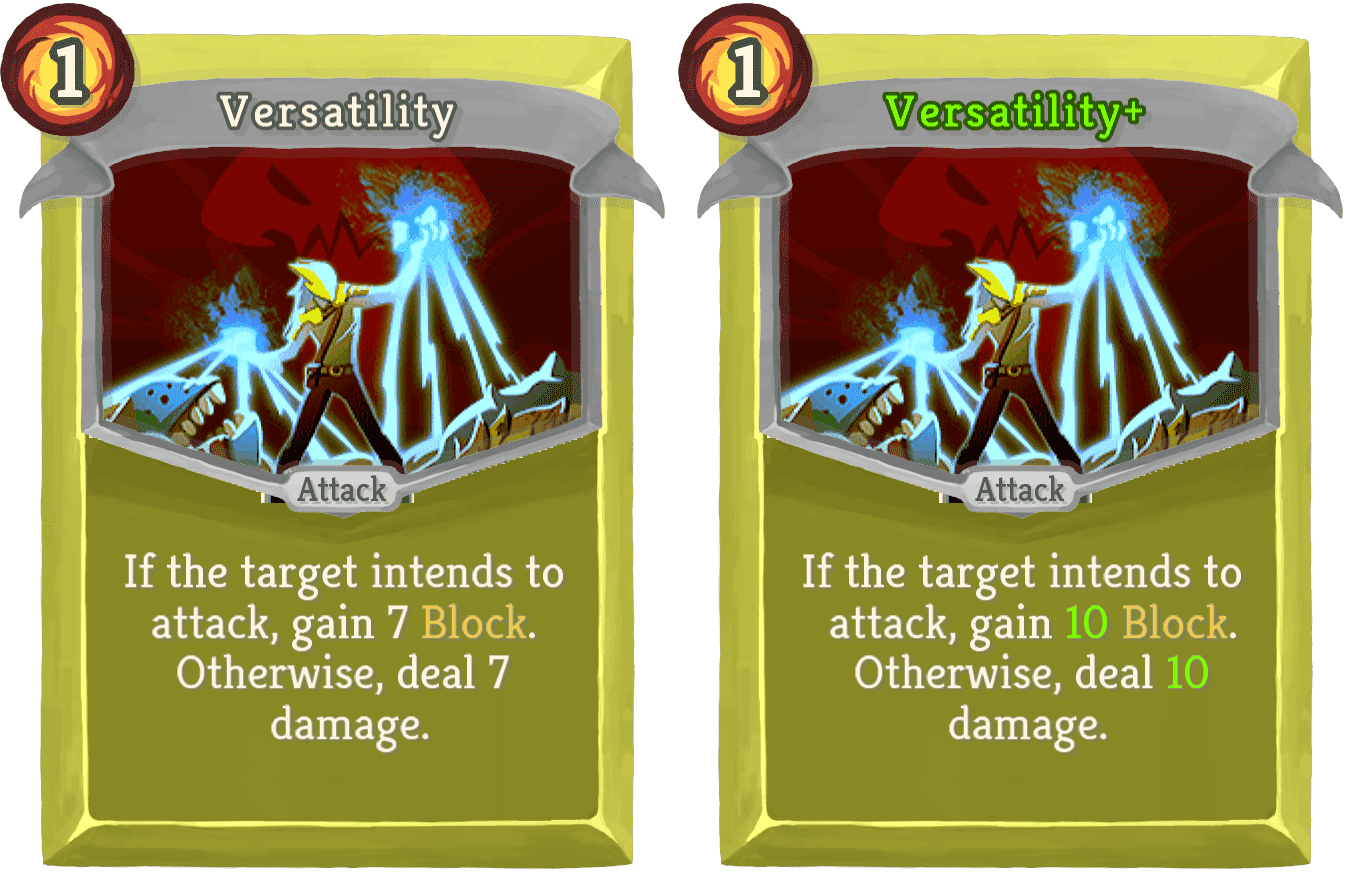 1
Versatility
Attack
If the target intends to
attack, gain 7 Block.
Otherwise, deal 7
damage.
1
Versatility+
Attack
If the target intends to
attack, gain 10 Block.
Otherwise, deal 10
damage.